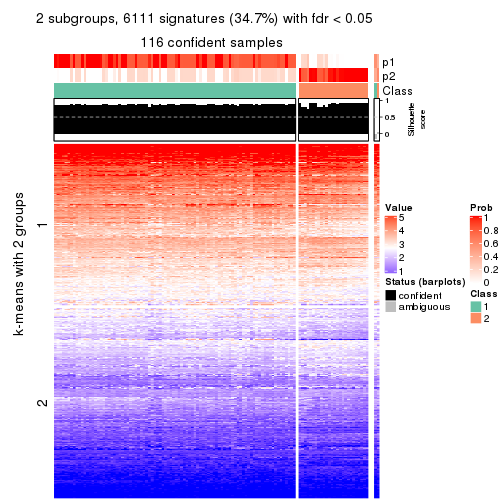 2 subgroups, 6111 signatures (34.7%) with fdr < 0.05
116 confident samples
p1
p2
Class
1
0.5
0
Silhouette
score
k-means with 2 groups
1
2
Value
5
4
3
2
1
Status (barplots)
confident
ambiguous
Prob
1
0.8
0.6
0.4
0.2
0
Class
1
2